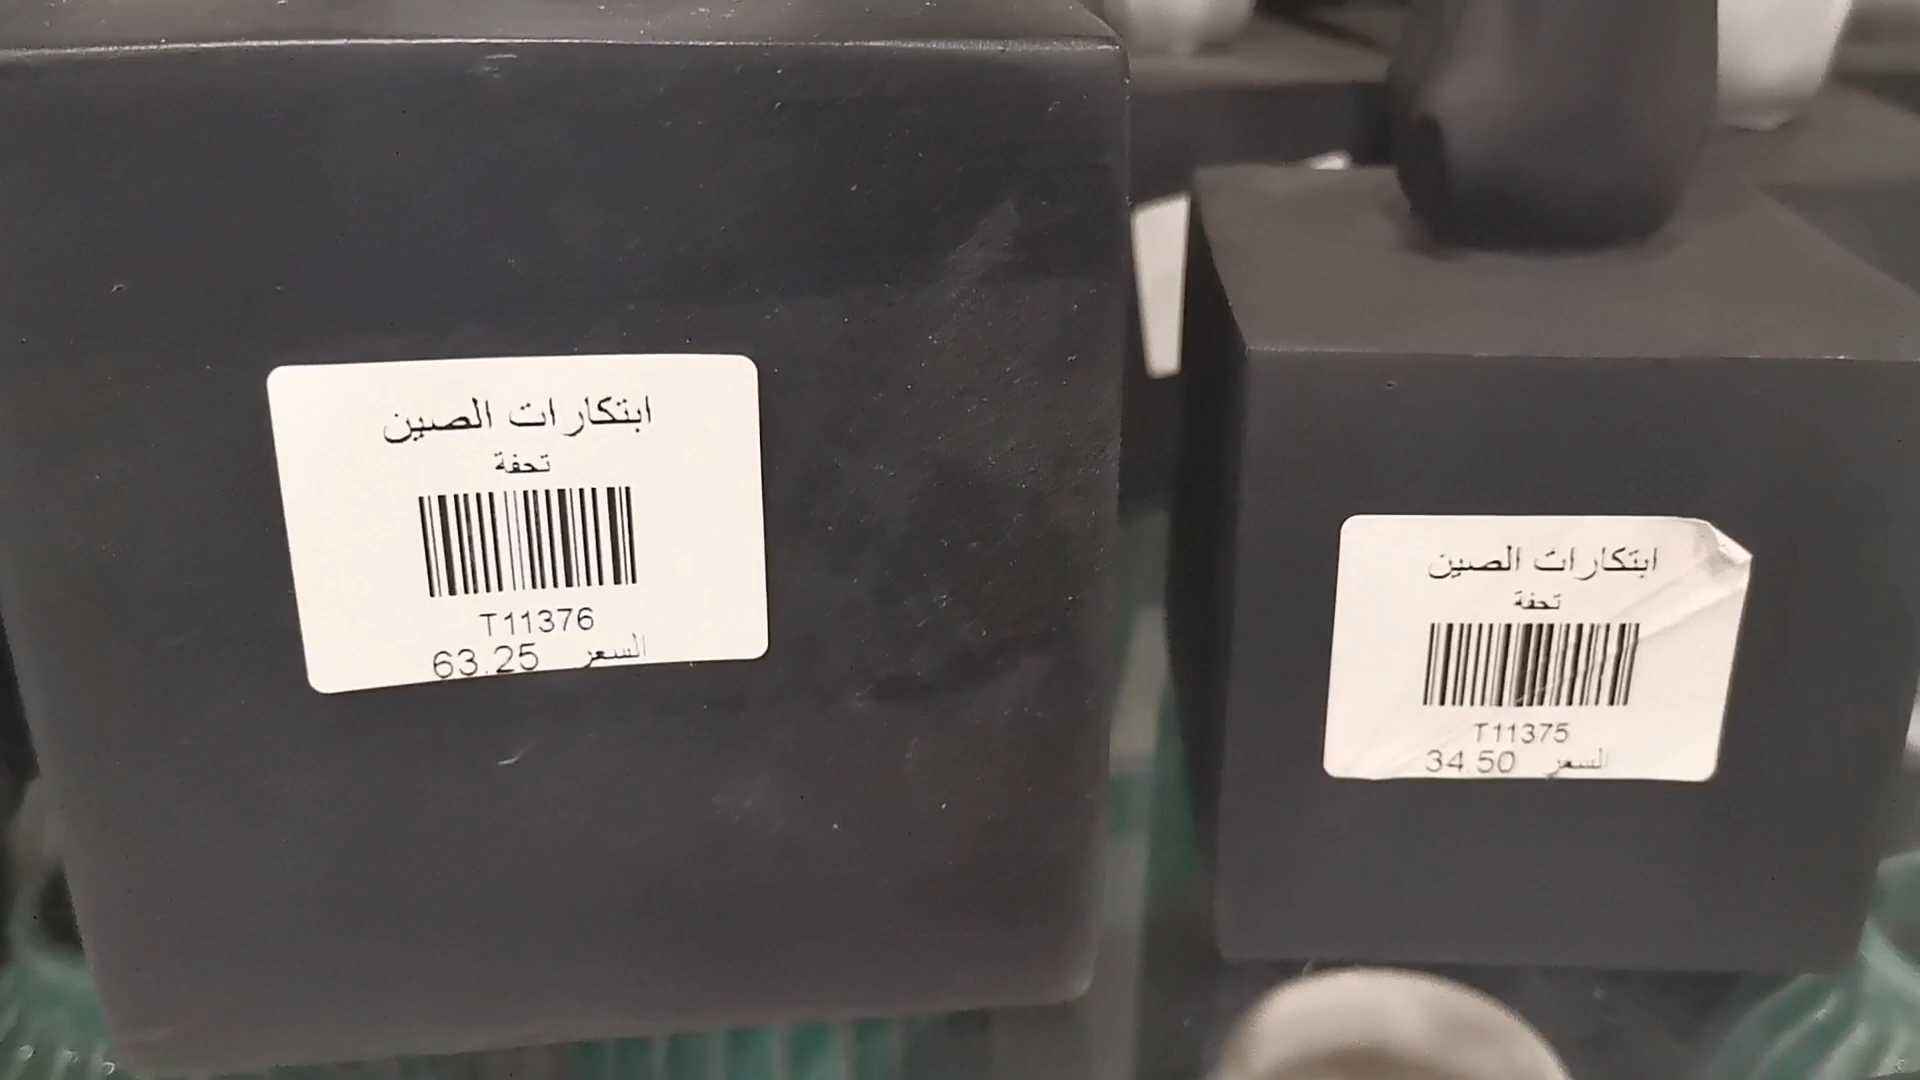 ابتكارات الصين
تحفة
T11376
السعر 63.25
ابتكارات الصين
تحفة
T11375
السعر 34.50